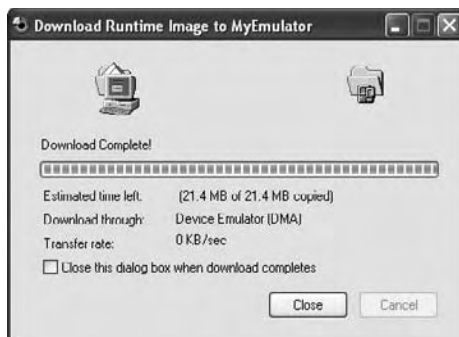 Download Runtime Image to MyEmulator
Download Complete!
Estimated time left: (21.4 MB of 21.4 MB copied)
Download through: Device Emulator (DMA)
Transfer rate: 0 KB/sec
Close this dialog box when download completes
Close Cancel